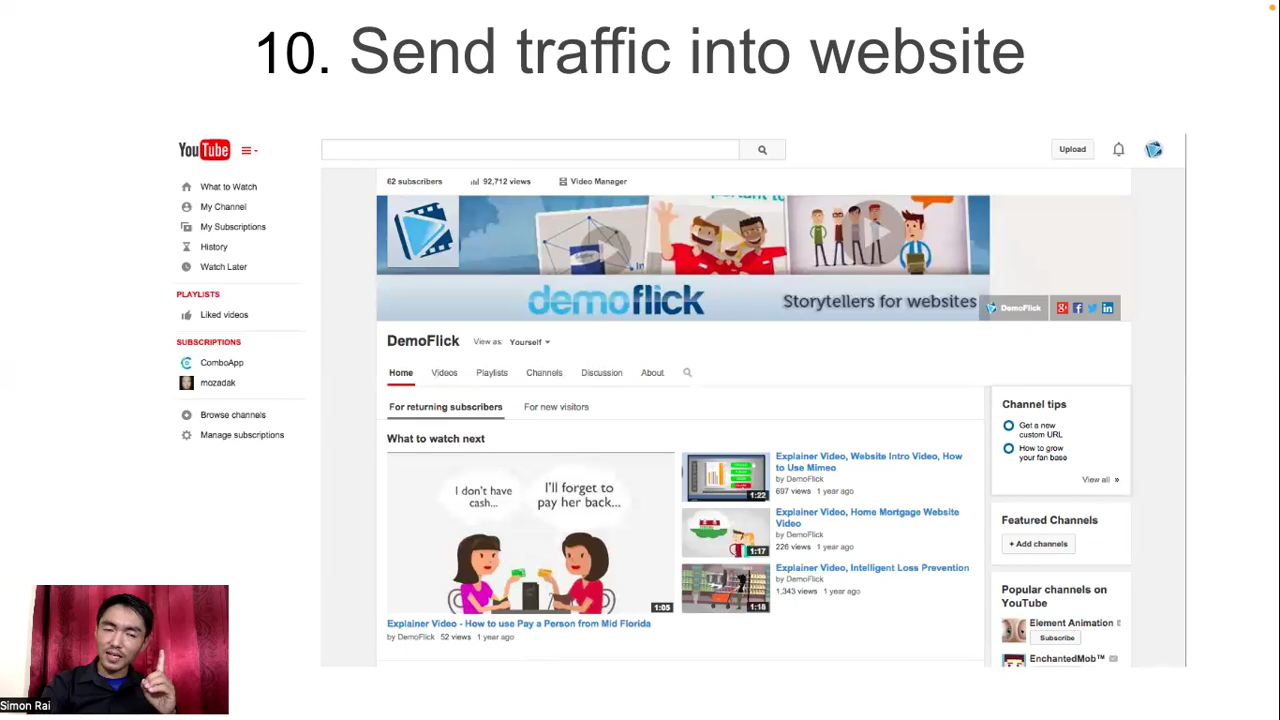 10. Send traffic into website
YouTube
Upload
What to Watch
My Channel
My Subscriptions
History
Watch Later
PLAYLISTS
Liked videos
SUBSCRIPTIONS
ComboApp
mozadak
Browse channels
Manage subscriptions
62 subscribers
92,712 views
Video Manager
demoflick
Storytellers for websites
DemoFlick
DemoFlick
View as: Yourself
Home Videos Playlists Channels Discussion About
For returning subscribers For new visitors
What to watch next
I don't have
cash...
I'll forget to
pay her back...
1:05
Explainer Video - How to use Pay a Person from Mid Florida
by DemoFlick 52 views 1 year ago
1:22
Explainer Video, Website Intro Video, How
to Use Mimeo
by DemoFlick
697 views 1 year ago
1:17
Explainer Video, Home Mortgage Website
Video
by DemoFlick
226 views 1 year ago
1:18
Explainer Video, Intelligent Loss Prevention
by DemoFlick
1,343 views 1 year ago
Channel tips
Get a new
custom URL
How to grow
your fan base
View all »
Featured Channels
+ Add channels
Popular channels on
YouTube
Element Animation
Subscribe
EnchantedMob™
Simon Rai